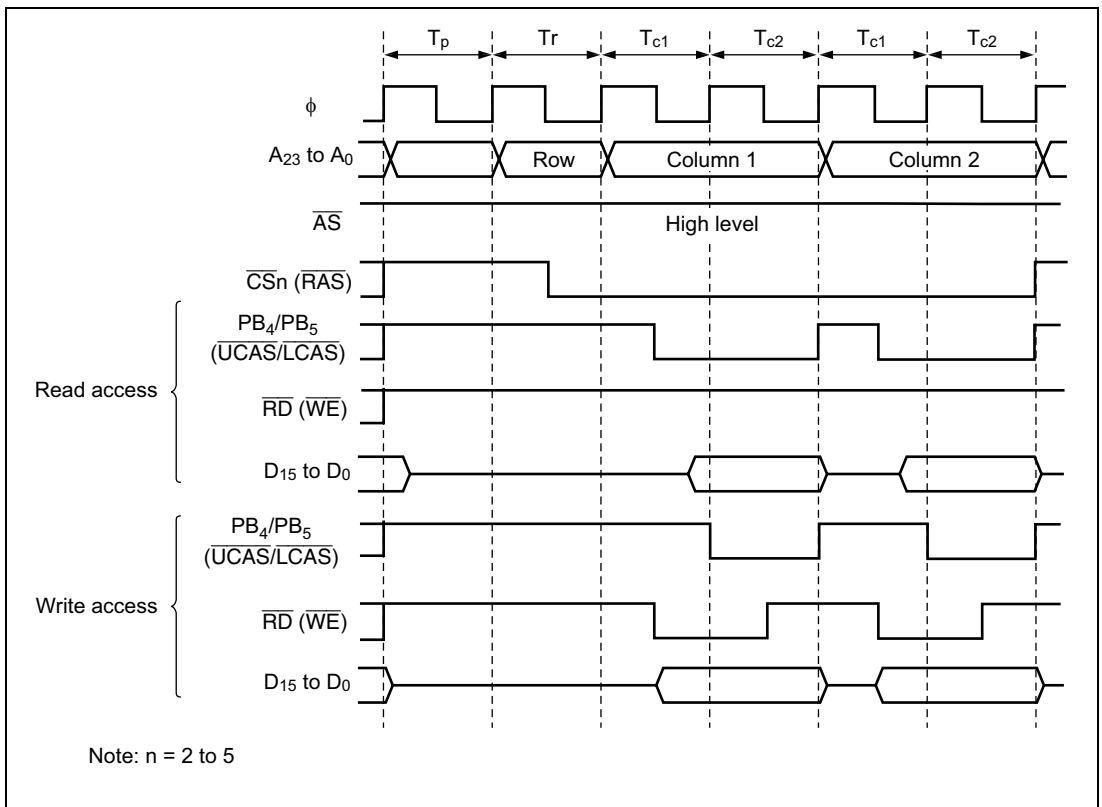 Tp Tr Tc1 Tc2 Tc1 Tc2
φ
A23 to A0 Row Column 1 Column 2
AS High level
CSn (RAS)
Read access
PB4/PB5
(UCAS/LCAS)
RD (WE)
D15 to D0
Write access
PB4/PB5
(UCAS/LCAS)
RD (WE)
D15 to D0
Note: n = 2 to 5